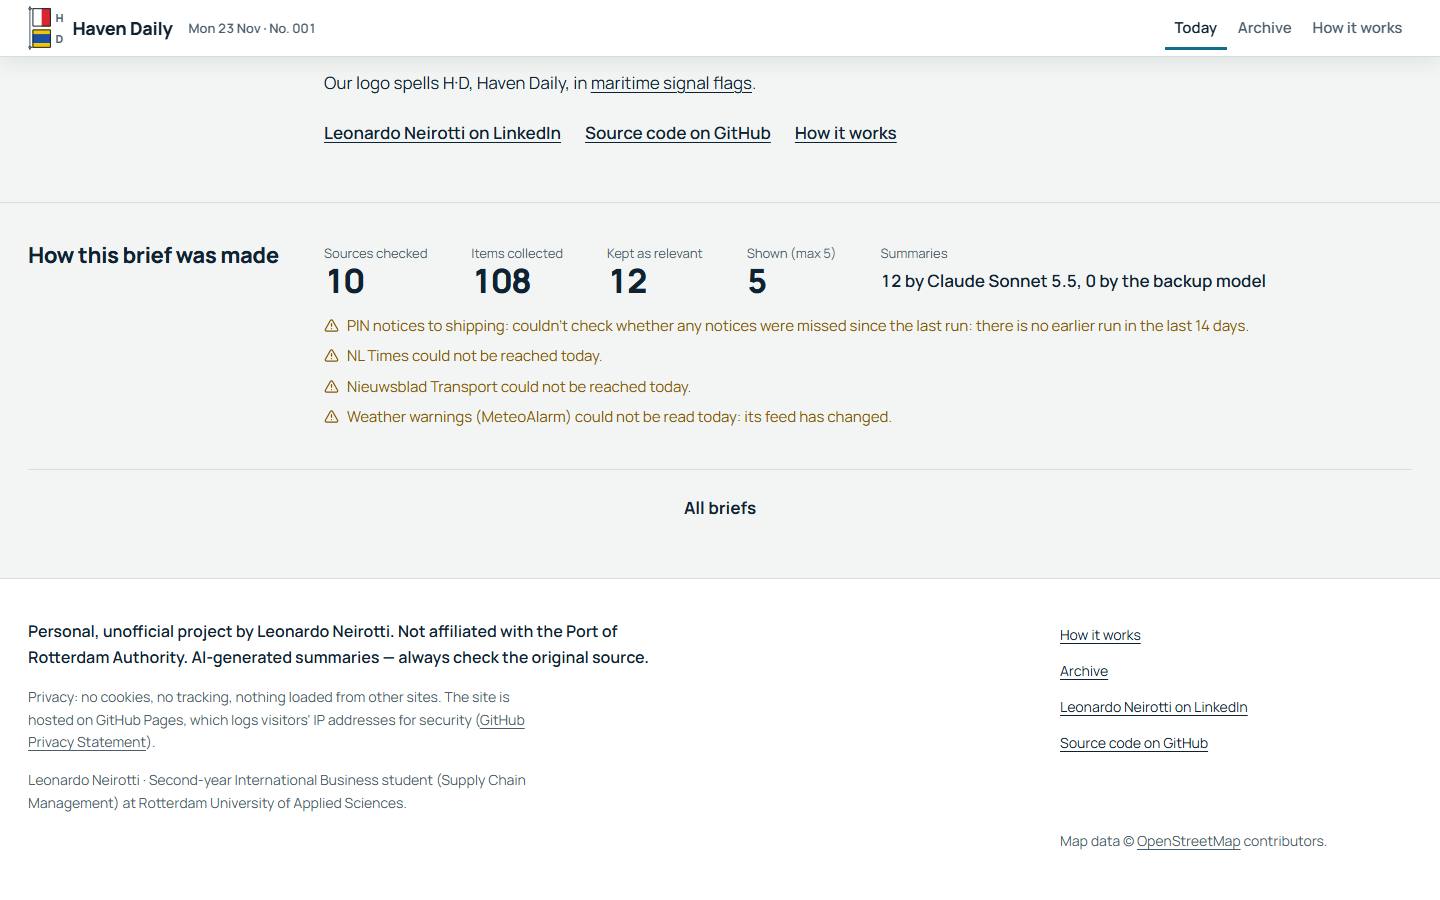 H
D
Haven Daily Mon 23 Nov · No. 001 Today Archive How it works
Our logo spells H·D, Haven Daily, in maritime signal flags.
Leonardo Neirotti on LinkedIn Source code on GitHub How it works
How this brief was made
Sources checked Items collected Kept as relevant Shown (max 5) Summaries
10 108 12 5 12 by Claude Sonnet 5.5, 0 by the backup model
PIN notices to shipping: couldn't check whether any notices were missed since the last run: there is no earlier run in the last 14 days.
NL Times could not be reached today.
Nieuwsblad Transport could not be reached today.
Weather warnings (MeteoAlarm) could not be read today: its feed has changed.
All briefs
Personal, unofficial project by Leonardo Neirotti. Not affiliated with the Port of
Rotterdam Authority. AI-generated summaries — always check the original source.
Privacy: no cookies, no tracking, nothing loaded from other sites. The site is
hosted on GitHub Pages, which logs visitors' IP addresses for security (GitHub
Privacy Statement).
Leonardo Neirotti · Second-year International Business student (Supply Chain
Management) at Rotterdam University of Applied Sciences.
How it works
Archive
Leonardo Neirotti on LinkedIn
Source code on GitHub
Map data © OpenStreetMap contributors.